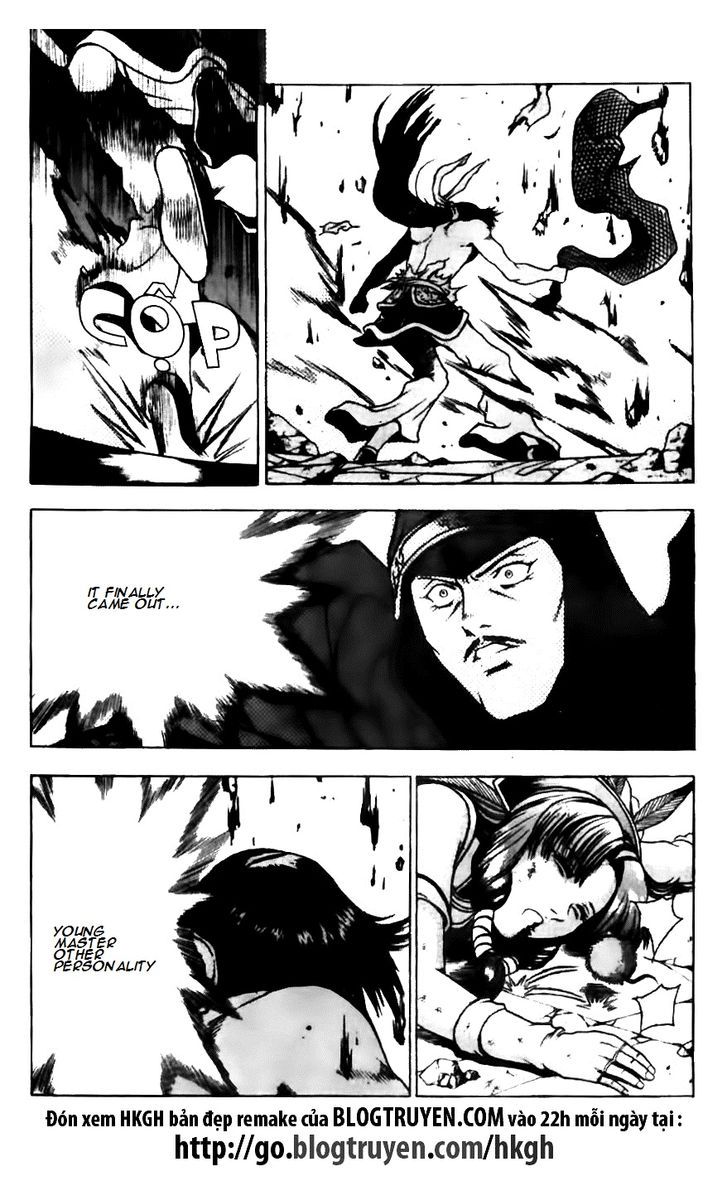 CỘP
IT FINALLY
CAME OUT...
YOUNG
MASTER
OTHER
PERSONALITY
Đón xem HKGH bản đẹp remake của BLOGTRUYEN.COM vào 22h mỗi ngày tại :
http://go.blogtruyen.com/hkgh